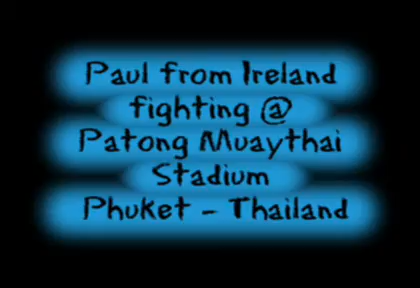 Paul from Ireland
fighting @
Patong Muaythai
Stadium
Phuket - Thailand